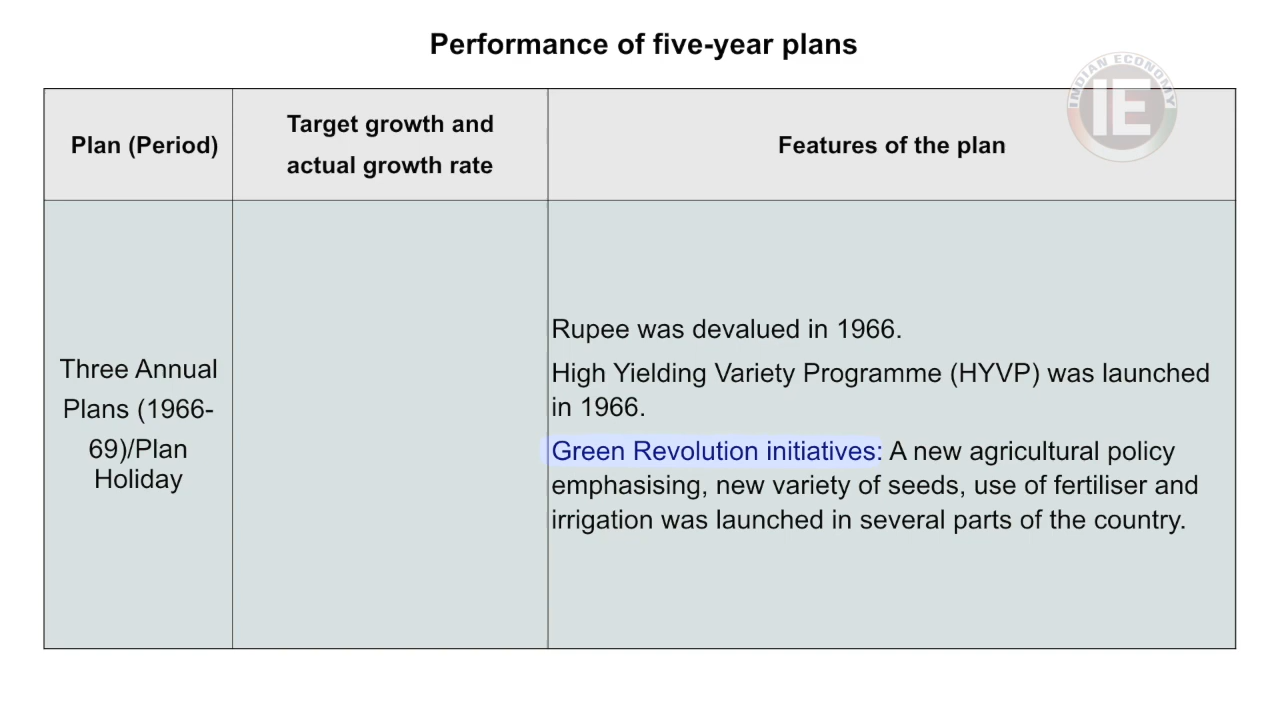 Performance of five-year plans
INDIAN ECONOMY
IE
Plan (Period)
Target growth and
actual growth rate
Features of the plan
Three Annual
Plans (1966-
69)/Plan
Holiday
Rupee was devalued in 1966.
High Yielding Variety Programme (HYVP) was launched
in 1966.
Green Revolution initiatives: A new agricultural policy
emphasising, new variety of seeds, use of fertiliser and
irrigation was launched in several parts of the country.